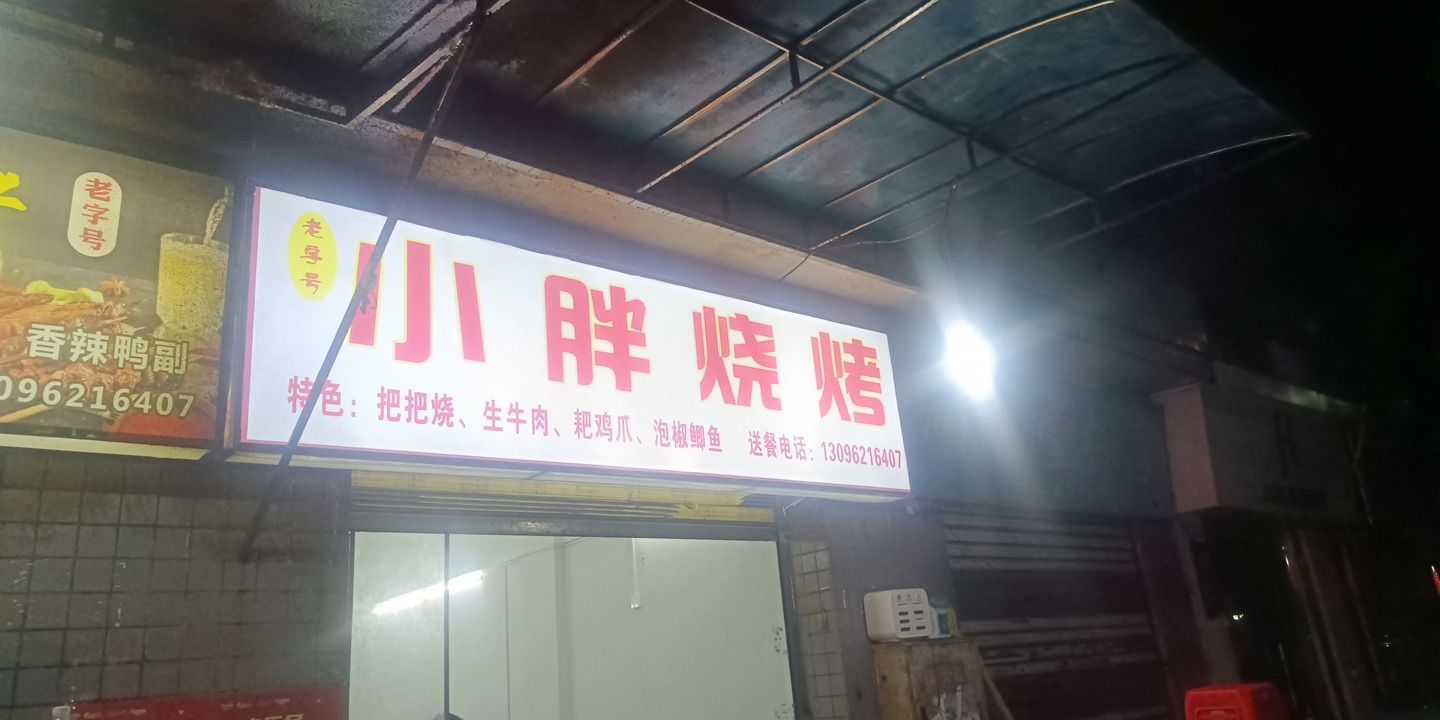 老字号
香辣鸭副
096216407
老字号
小胖烧烤
特色：把把烧、生牛肉、耙鸡爪、泡椒鲫鱼 送餐电话：13096216407